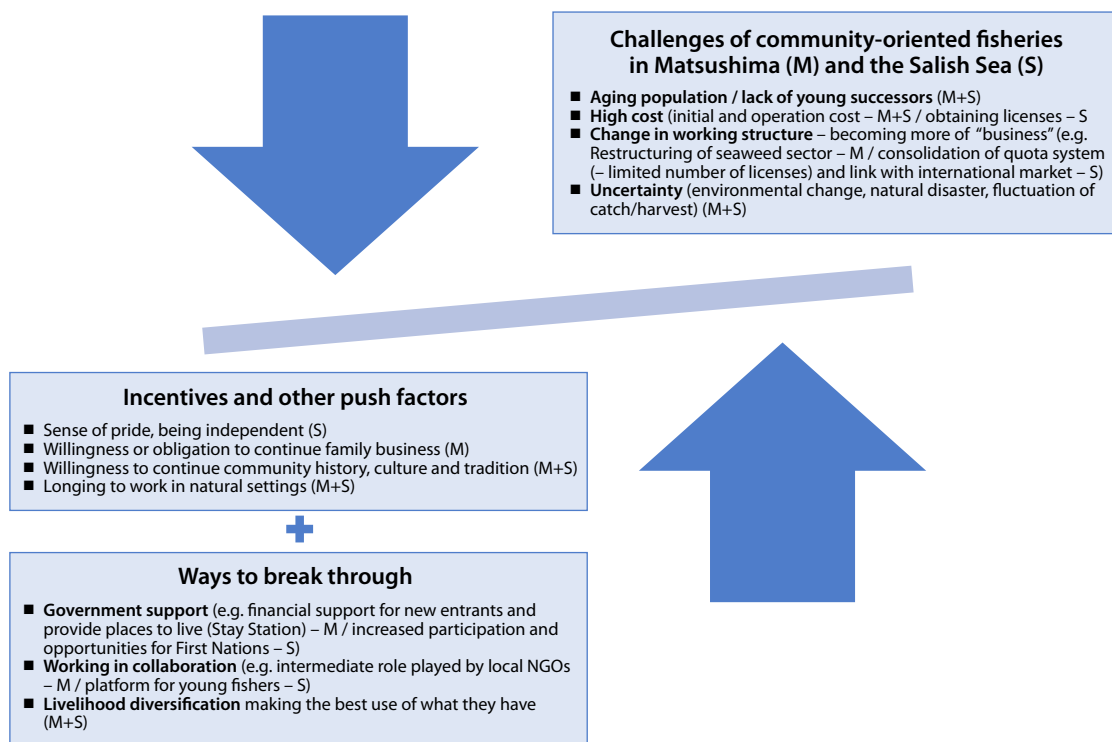 Challenges of community-oriented fisheries
in Matsushima (M) and the Salish Sea (S)
■ Aging population / lack of young successors (M+S)
■ High cost (initial and operation cost – M+S / obtaining licenses – S
■ Change in working structure – becoming more of “business” (e.g.
Restructuring of seaweed sector – M / consolidation of quota system
(– limited number of licenses) and link with international market – S)
■ Uncertainty (environmental change, natural disaster, fluctuation of
catch/harvest) (M+S)
Incentives and other push factors
■ Sense of pride, being independent (S)
■ Willingness or obligation to continue family business (M)
■ Willingness to continue community history, culture and tradition (M+S)
■ Longing to work in natural settings (M+S)
Ways to break through
■ Government support (e.g. financial support for new entrants and
provide places to live (Stay Station) – M / increased participation and
opportunities for First Nations – S)
■ Working in collaboration (e.g. intermediate role played by local NGOs
– M / platform for young fishers – S)
■ Livelihood diversification making the best use of what they have
(M+S)